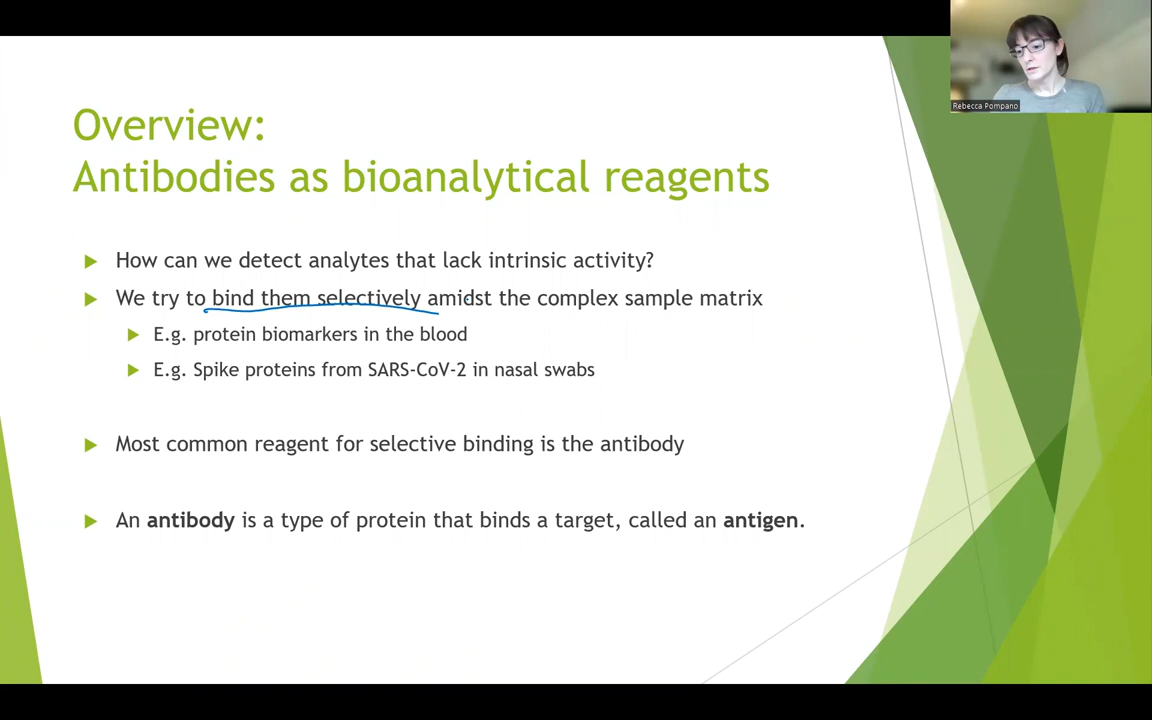 Rebecca Pompano
Overview:
Antibodies as bioanalytical reagents
How can we detect analytes that lack intrinsic activity?
We try to bind them selectively amidst the complex sample matrix
E.g. protein biomarkers in the blood
E.g. Spike proteins from SARS-CoV-2 in nasal swabs
Most common reagent for selective binding is the antibody
An antibody is a type of protein that binds a target, called an antigen.